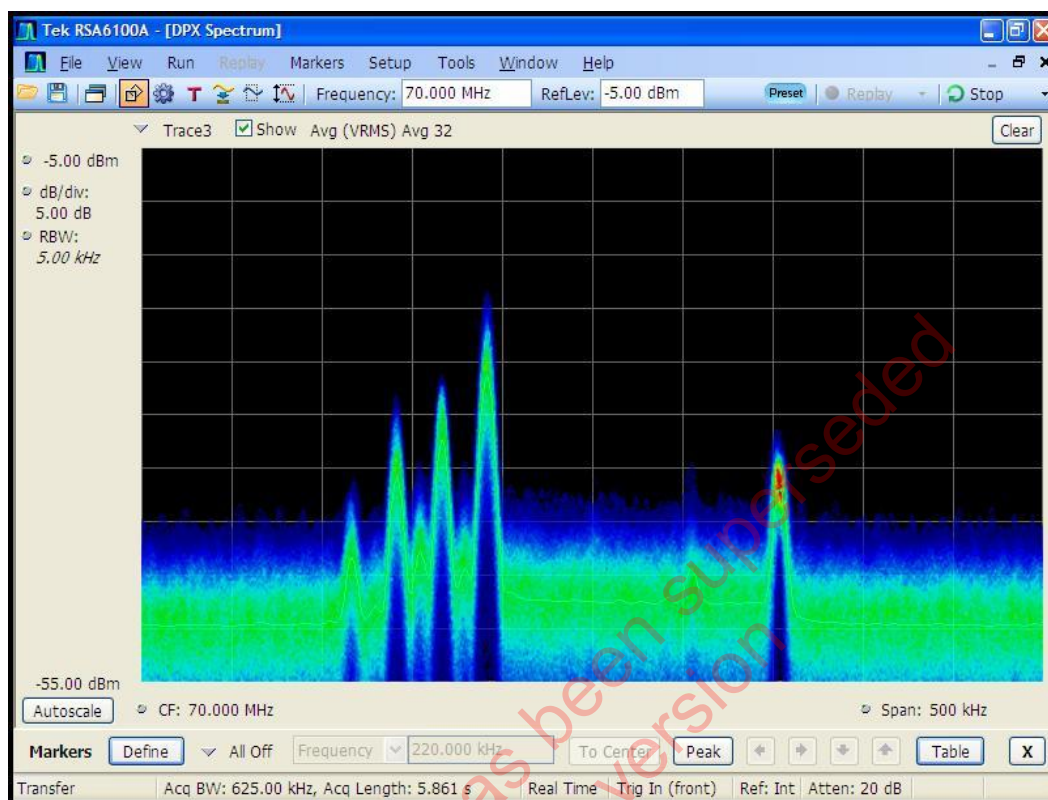 Tek RSA6100A - [DPX Spectrum]
File View Run Replay Markers Setup Tools Window Help
T Frequency: 70.000 MHz RefLev: -5.00 dBm Preset Replay Stop
Trace3 Show Avg (VRMS) Avg 32 Clear
-5.00 dBm
dB/div:
5.00 dB
RBW:
5.00 kHz
superseded
been
version
as
-55.00 dBm
Autoscale CF: 70.000 MHz Span: 500 kHz
Markers Define All Off Frequency 220.000 kHz To Center Peak Table X
Transfer Acq BW: 625.00 kHz, Acq Length: 5.861 s Real Time Trig In (front) Ref: Int Atten: 20 dB